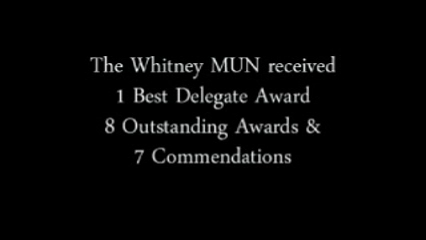 The Whitney MUN received
1 Best Delegate Award
8 Outstanding Awards &
7 Commendations